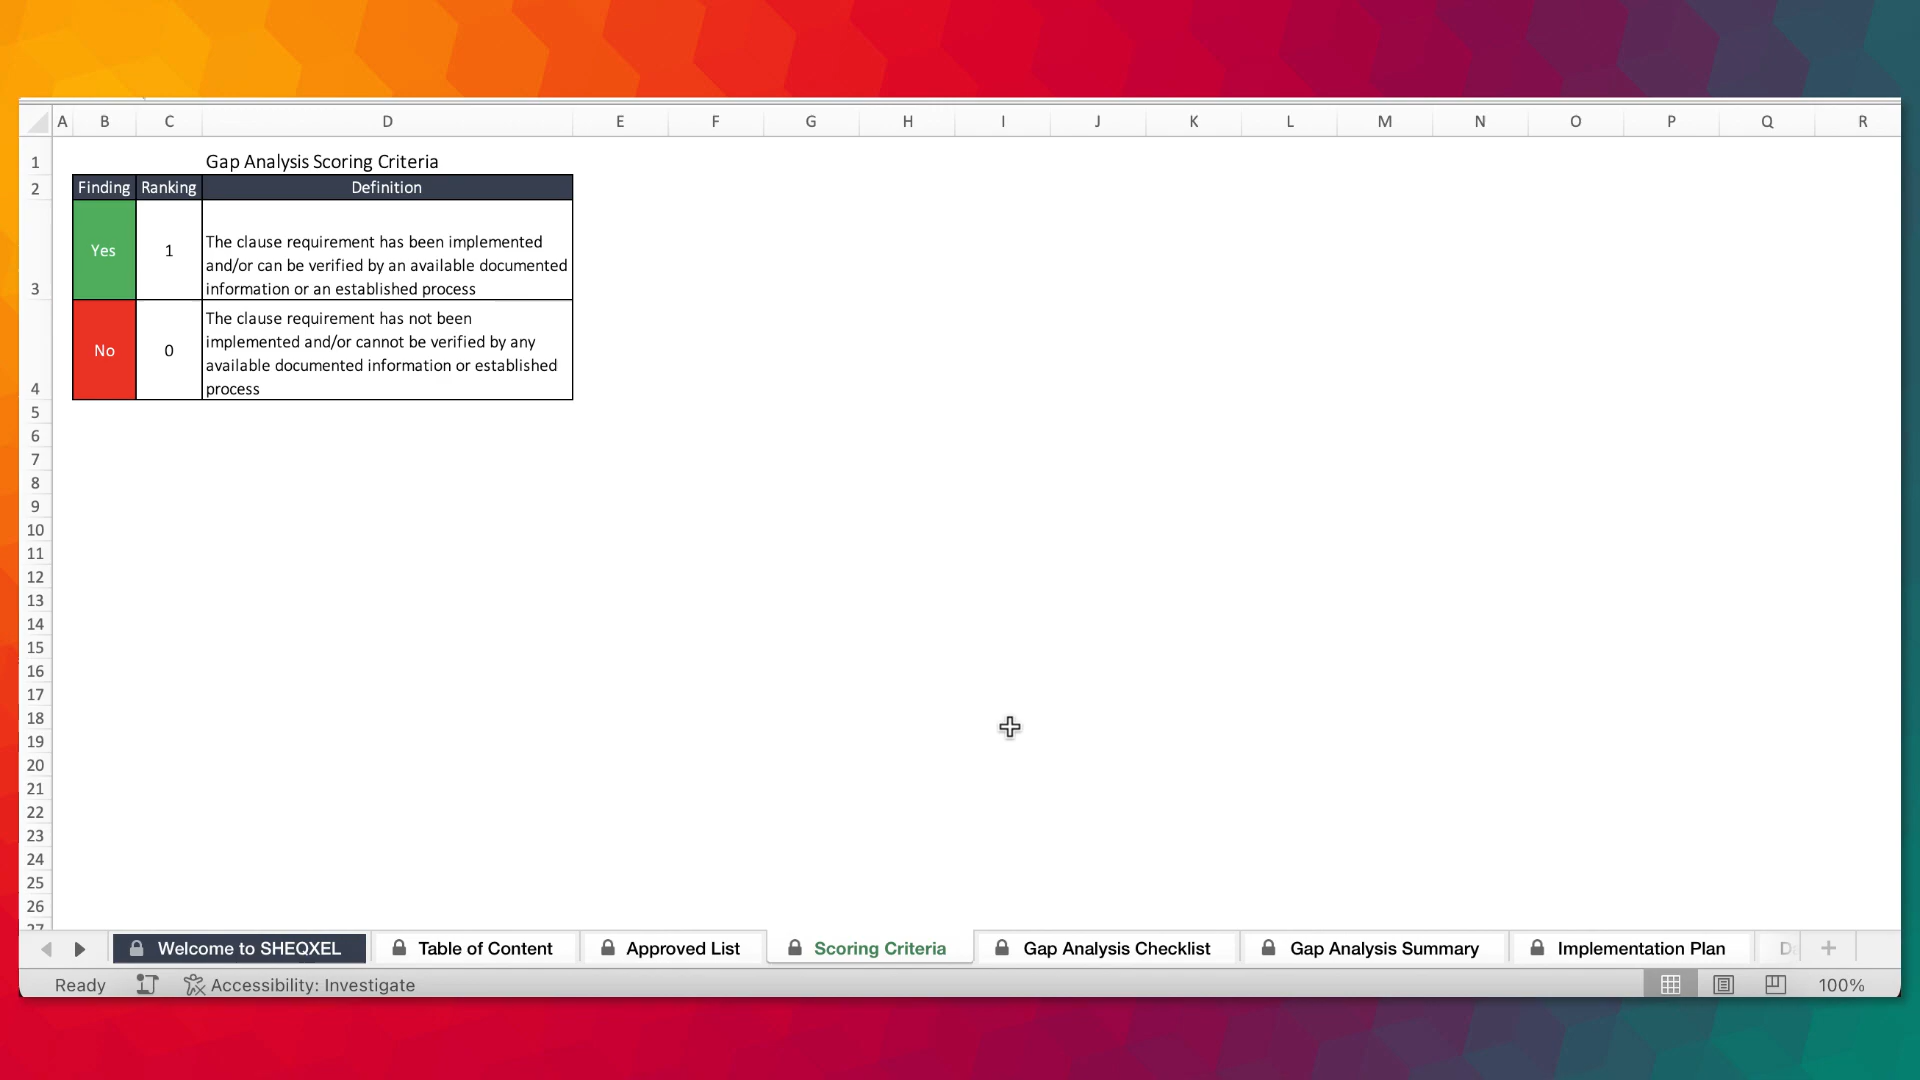 A B C D E F G H I J K L M N O P Q R
1 Gap Analysis Scoring Criteria
2 Finding Ranking Definition
Yes 1 The clause requirement has been implemented
and/or can be verified by an available documented
3 information or an established process
No 0 The clause requirement has not been
implemented and/or cannot be verified by any
available documented information or established
4 process
5
6
7
8
9
10
11
12
13
14
15
16
17
18
19
20
21
22
23
24
25
26
27
Welcome to SHEQXEL Table of Content Approved List Scoring Criteria Gap Analysis Checklist Gap Analysis Summary Implementation Plan
Ready Accessibility: Investigate 100%